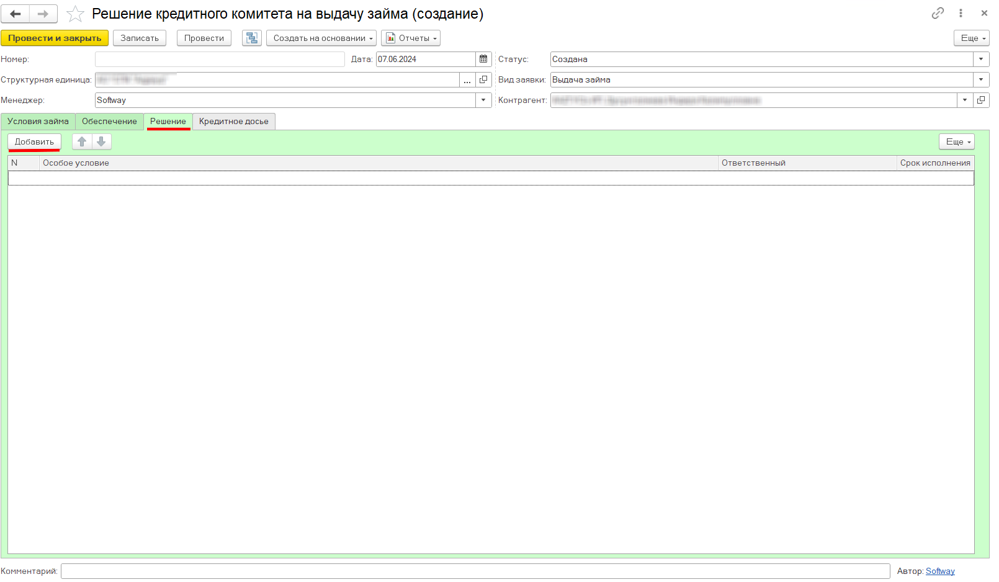 Решение кредитного комитета на выдачу займа (создание)
Провести и закрыть Записать Провести Создать на основании Отчеты Еще
Номер: Дата: 07.06.2024 Статус: Создана
Структурная единица: ... Вид заявки: Выдача займа
Менеджер: Softway Контрагент:
Условия займа Обеспечение Решение Кредитное досье
Добавить Еще
N Особое условие Ответственный Срок исполнения
Комментарий: Автор: Softway